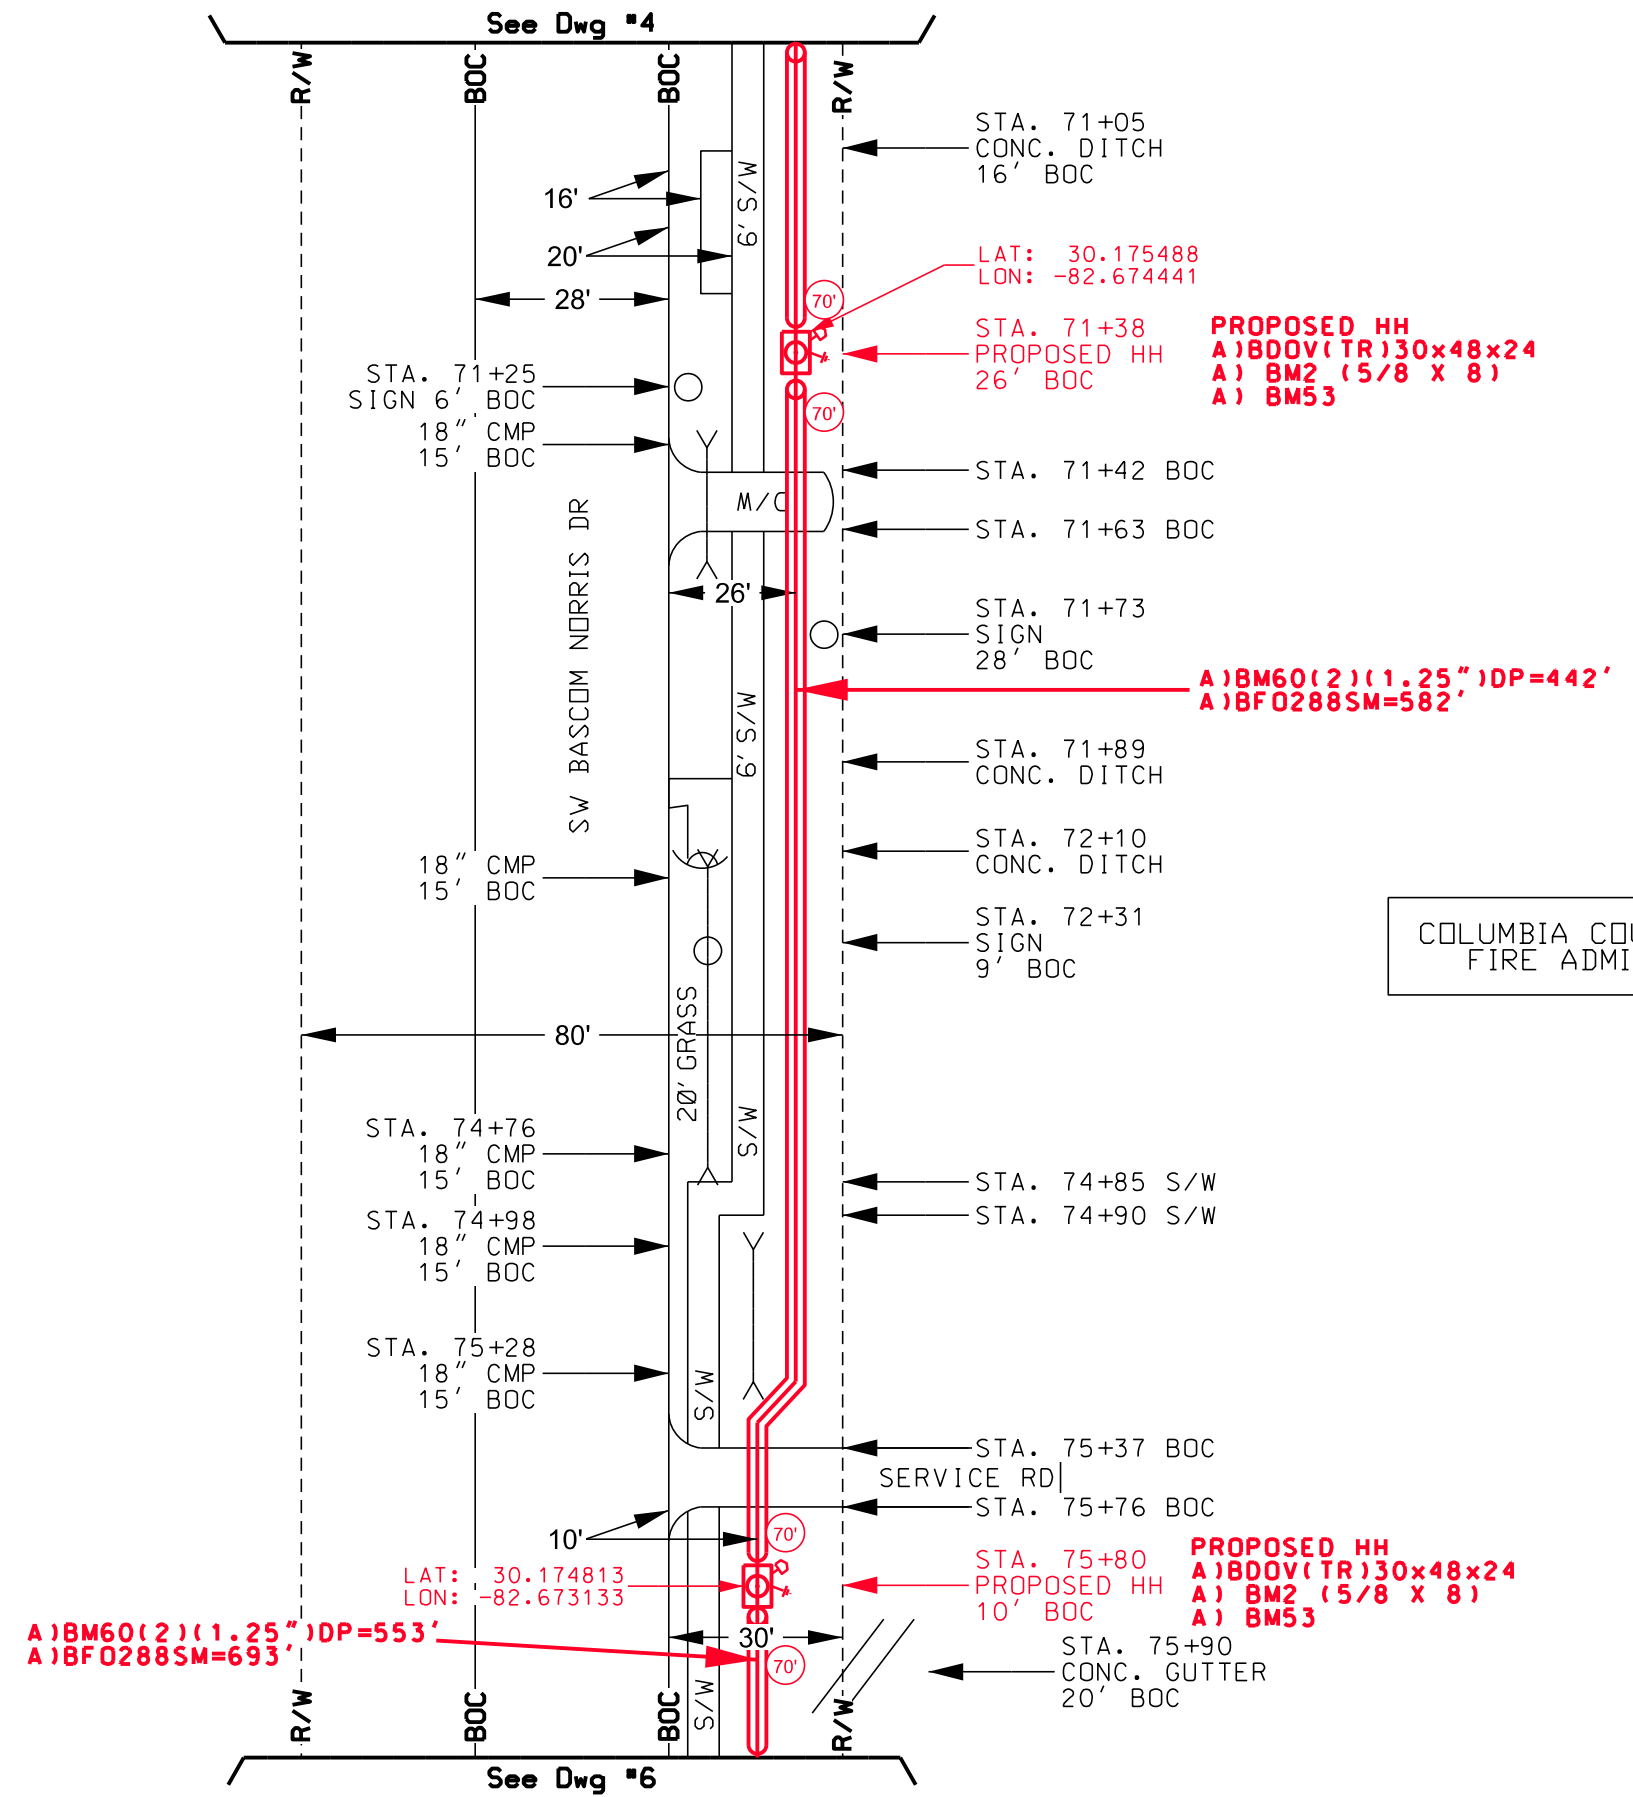 See Dwg "4
R/W
BOC
BOC
R/W
STA. 71+05
CONC. DITCH
16' BOC
16'
6' S/W
20'
28'
LAT: 30.175488
LON: -82.674441
70'
STA. 71+38
PROPOSED HH
26' BOC
PROPOSED HH
A)BDOV(TR)30x48x24
A) BM2 (5/8 X 8)
A) BM53
STA. 71+25
SIGN 6' BOC
18" CMP
15' BOC
70'
STA. 71+42 BOC
D/W
STA. 71+63 BOC
SW BASCOM NORRIS DR
26'
STA. 71+73
SIGN
28' BOC
A)BM60(2)(1.25")DP=442'
A)BFO288SM=582'
6' S/W
STA. 71+89
CONC. DITCH
STA. 72+10
CONC. DITCH
18" CMP
15' BOC
STA. 72+31
SIGN
9' BOC
COLUMBIA COU
FIRE ADMI
20' GRASS
80'
S/W
STA. 74+76
18" CMP
15' BOC
STA. 74+85 S/W
STA. 74+90 S/W
STA. 74+98
18" CMP
15' BOC
STA. 75+28
18" CMP
15' BOC
S/W
STA. 75+37 BOC
SERVICE RD
STA. 75+76 BOC
10'
70'
LAT: 30.174813
LON: -82.673133
STA. 75+80
PROPOSED HH
10' BOC
PROPOSED HH
A)BDOV(TR)30x48x24
A) BM2 (5/8 X 8)
A) BM53
A)BM60(2)(1.25")DP=553'
A)BFO288SM=693'
30'
70'
STA. 75+90
CONC. GUTTER
20' BOC
R/W
BOC
BOC
S/W
R/W
See Dwg "6